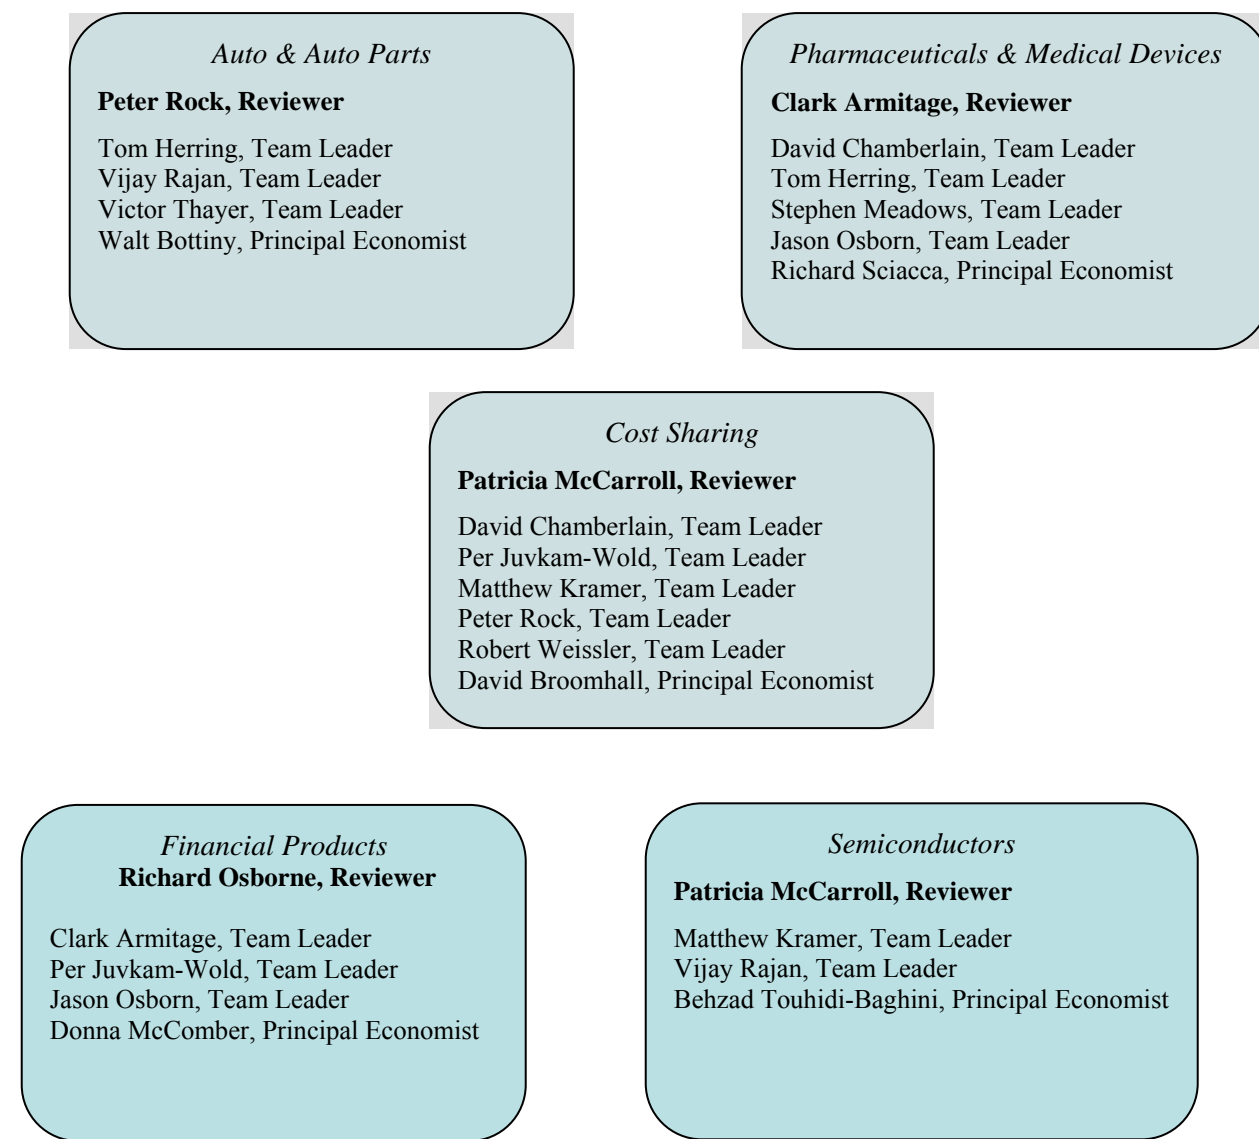 Auto & Auto Parts
Peter Rock, Reviewer
Tom Herring, Team Leader
Vijay Rajan, Team Leader
Victor Thayer, Team Leader
Walt Bottiny, Principal Economist
Pharmaceuticals & Medical Devices
Clark Armitage, Reviewer
David Chamberlain, Team Leader
Tom Herring, Team Leader
Stephen Meadows, Team Leader
Jason Osborn, Team Leader
Richard Sciacca, Principal Economist
Cost Sharing
Patricia McCarroll, Reviewer
David Chamberlain, Team Leader
Per Juvkam-Wold, Team Leader
Matthew Kramer, Team Leader
Peter Rock, Team Leader
Robert Weissler, Team Leader
David Broomhall, Principal Economist
Financial Products
Richard Osborne, Reviewer
Clark Armitage, Team Leader
Per Juvkam-Wold, Team Leader
Jason Osborn, Team Leader
Donna McComber, Principal Economist
Semiconductors
Patricia McCarroll, Reviewer
Matthew Kramer, Team Leader
Vijay Rajan, Team Leader
Behzad Touhidi-Baghini, Principal Economist